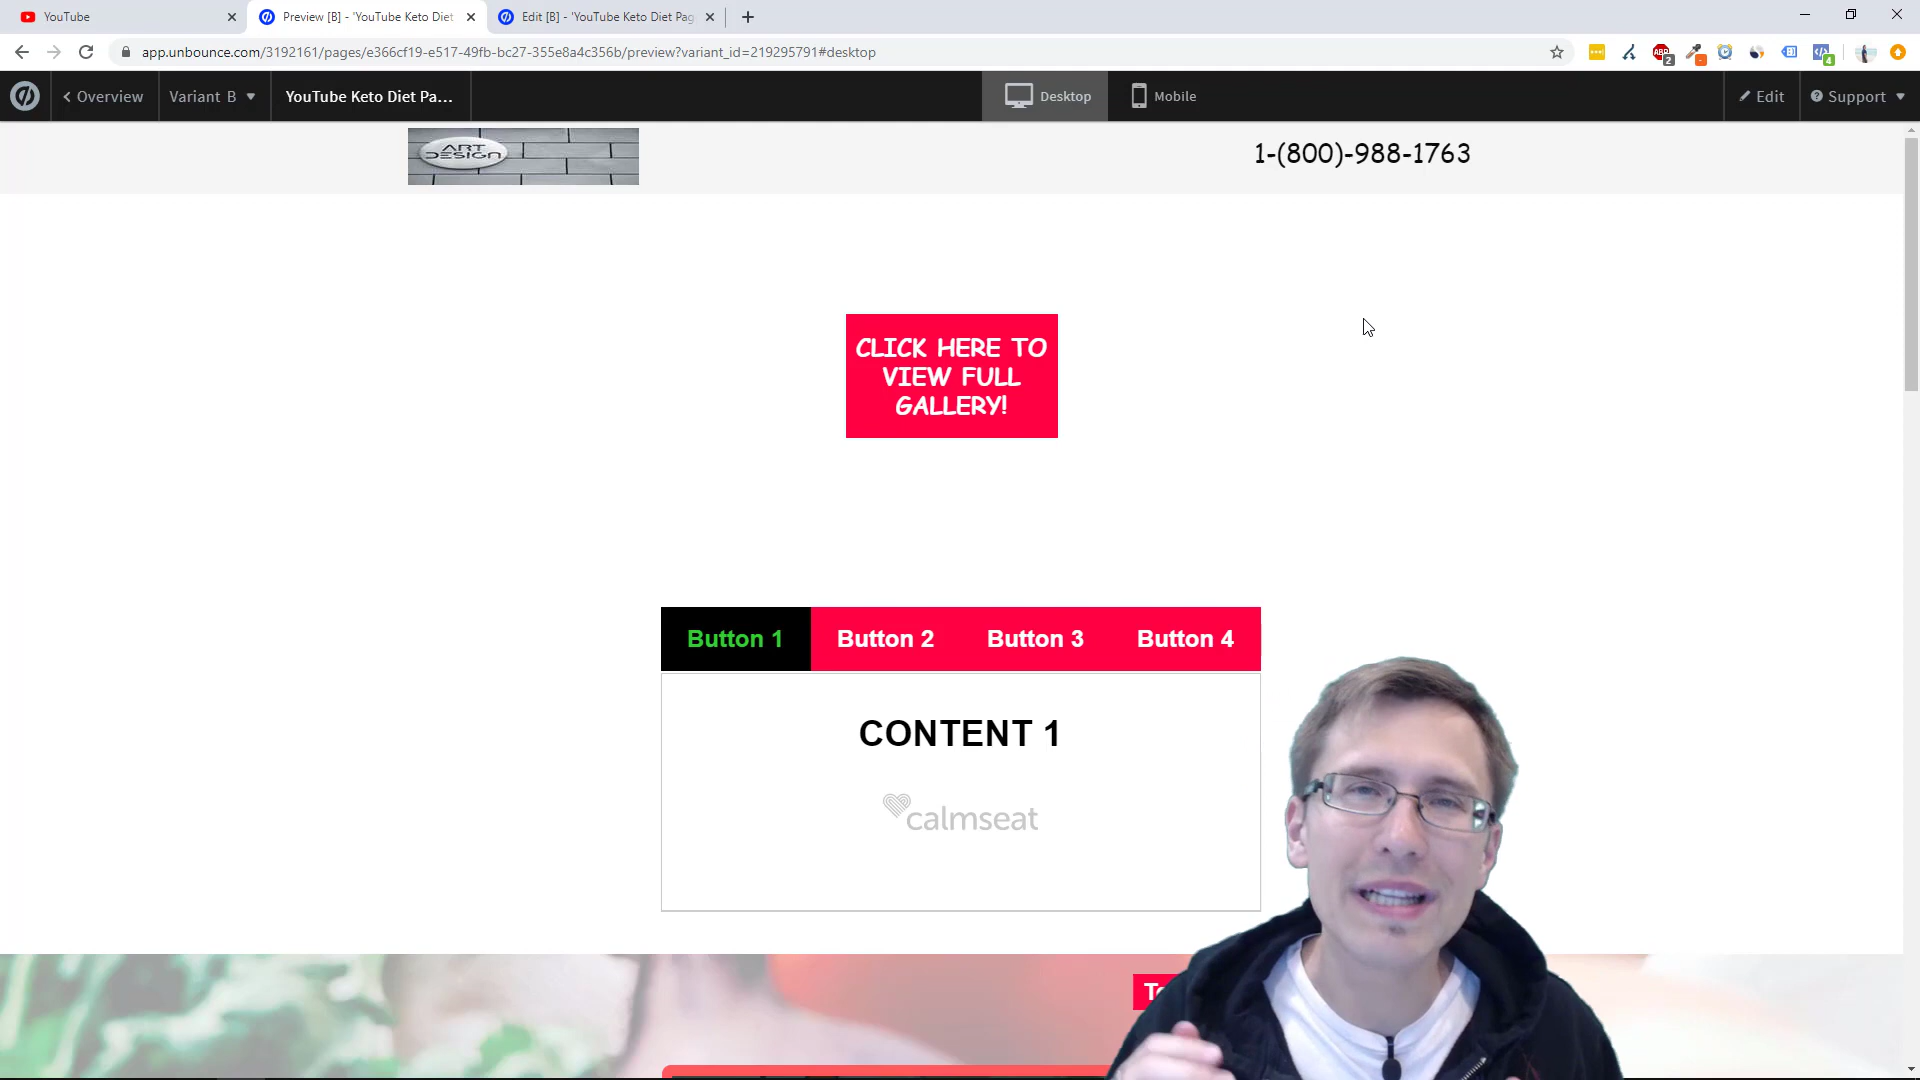 YouTube
Preview [B] - 'YouTube Keto Diet
Edit [B] - 'YouTube Keto Diet Pag
app.unbounce.com/3192161/pages/e366cf19-e517-49fb-bc27-355e8a4c356b/preview?variant_id=219295791#desktop
ABP
2
4
Overview
Variant B
YouTube Keto Diet Pa...
Desktop
Mobile
Edit
Support
ART
DESIGN
1-(800)-988-1763
CLICK HERE TO
VIEW FULL
GALLERY!
Button 1
Button 2
Button 3
Button 4
CONTENT 1
calmseat